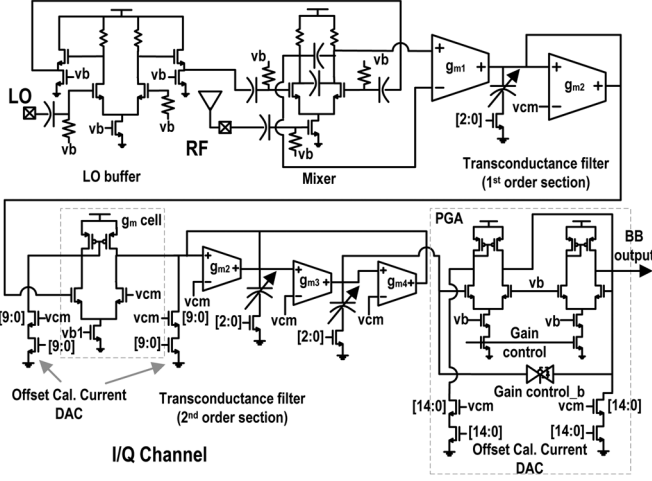 vb
vb
vb
vb
LO
vb
vb
vb
RF
vb
LO buffer
Mixer
gm1
gm2
vcm
[2:0]
Transconductance filter
(1st order section)
gm cell
vcm
vb1
[9:0]
vcm
[9:0]
vcm
[9:0]
[9:0]
Offset Cal. Current
DAC
gm2
vcm
[2:0]
gm3
vcm
[2:0]
gm4
vcm
Transconductance filter
(2nd order section)
I/Q Channel
PGA
BB
output
vb
vb
vb
Gain
control
Gain control_b
[14:0]
vcm
[14:0]
vcm
[14:0]
[14:0]
Offset Cal. Current
DAC